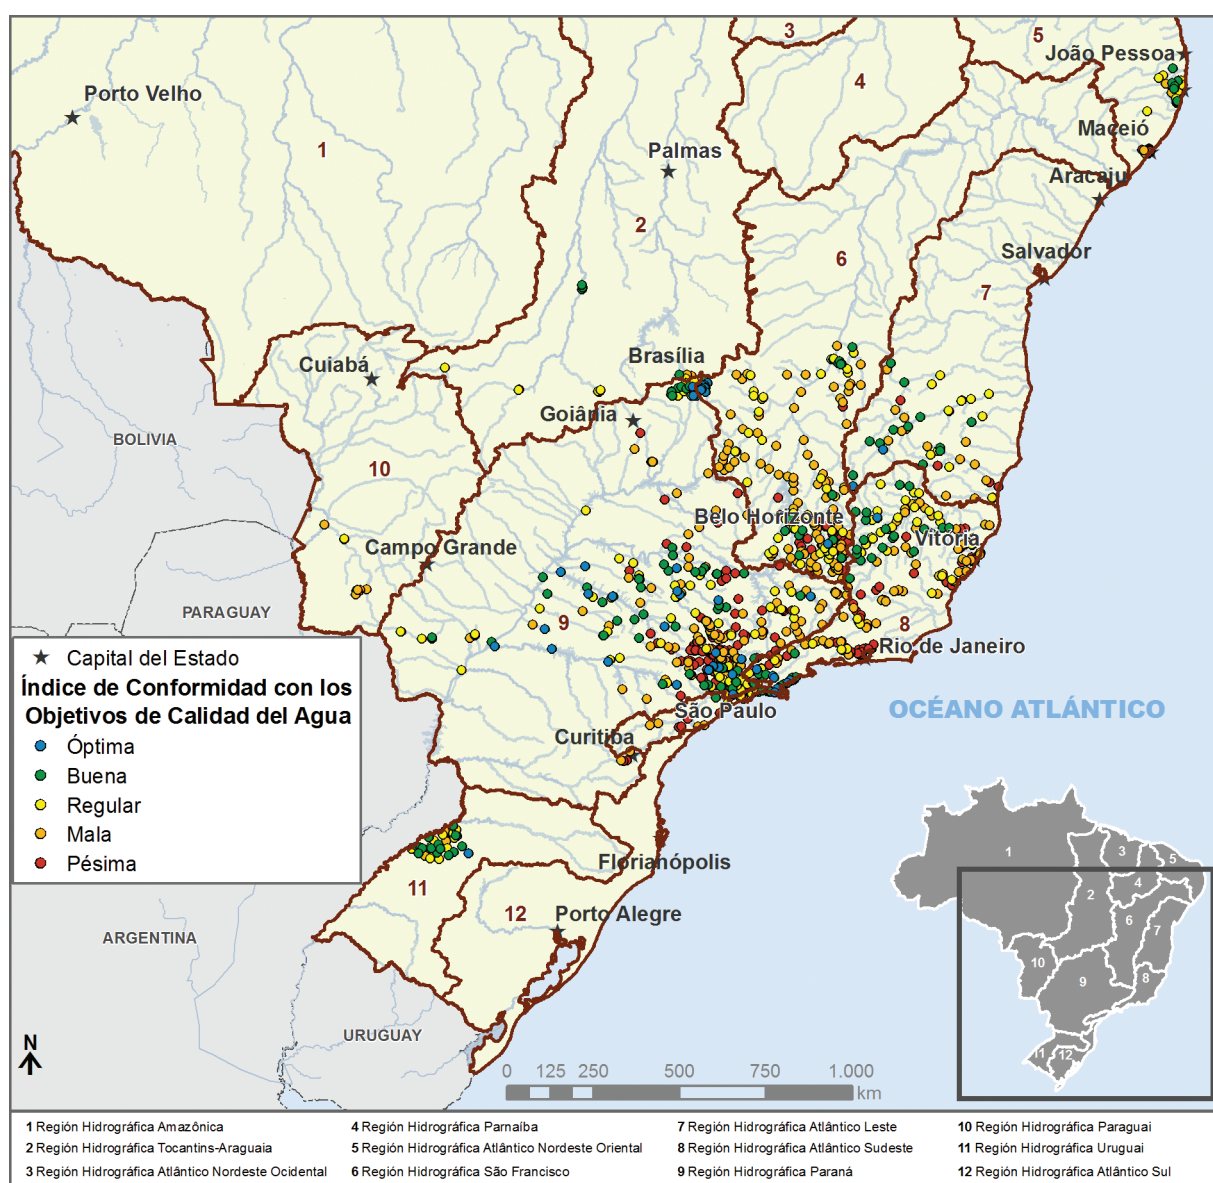 3
5
João Pessoa
4
Porto Velho
1
Maceió
Palmas
Aracaju
2
6
Salvador
7
Brasília
Cuiabá
Goiânia
BOLIVIA
10
Belo Horizonte
Vitória
Campo Grande
PARAGUAY
9
8
Rio de Janeiro
Capital del Estado
Índice de Conformidad con los
Objetivos de Calidad del Agua
Óptima
Buena
Regular
Mala
Pésima
São Paulo
OCÉANO ATLÁNTICO
Curitiba
Florianópolis
11
12
Porto Alegre
ARGENTINA
URUGUAY
N
0 125 250 500 750 1.000
km
1
3
5
4
2
6
7
10
8
9
11
12
1 Región Hidrográfica Amazônica
2 Región Hidrográfica Tocantins-Araguaia
3 Región Hidrográfica Atlântico Nordeste Ocidental
4 Región Hidrográfica Parnaíba
5 Región Hidrográfica Atlântico Nordeste Oriental
6 Región Hidrográfica São Francisco
7 Región Hidrográfica Atlântico Leste
8 Región Hidrográfica Atlântico Sudeste
9 Región Hidrográfica Paraná
10 Región Hidrográfica Paraguai
11 Región Hidrográfica Uruguai
12 Región Hidrográfica Atlântico Sul